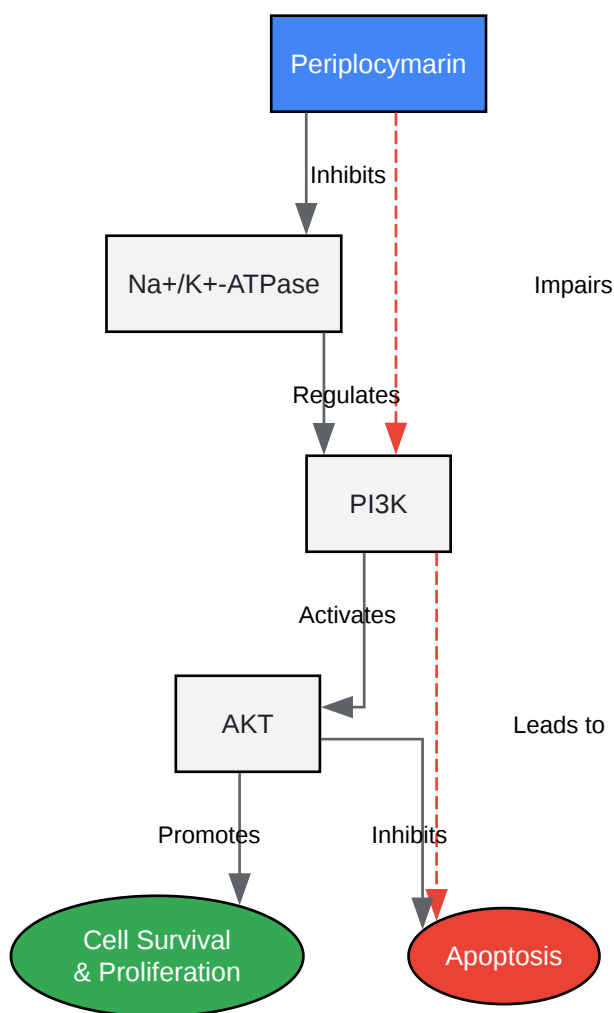 Periplocymarin
Inhibits
Na+/K+-ATPase
Impairs
Regulates
PI3K
Activates
AKT
Leads to
Promotes
Inhibits
Cell Survival
& Proliferation
Apoptosis